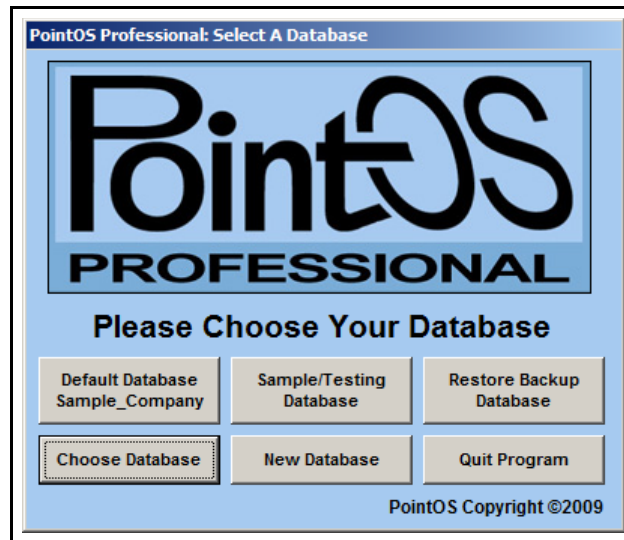 PointOS Professional: Select A Database
PointOS
PROFESSIONAL
Please Choose Your Database
Default Database
Sample_Company
Sample/Testing
Database
Restore Backup
Database
Choose Database
New Database
Quit Program
PointOS Copyright ©2009